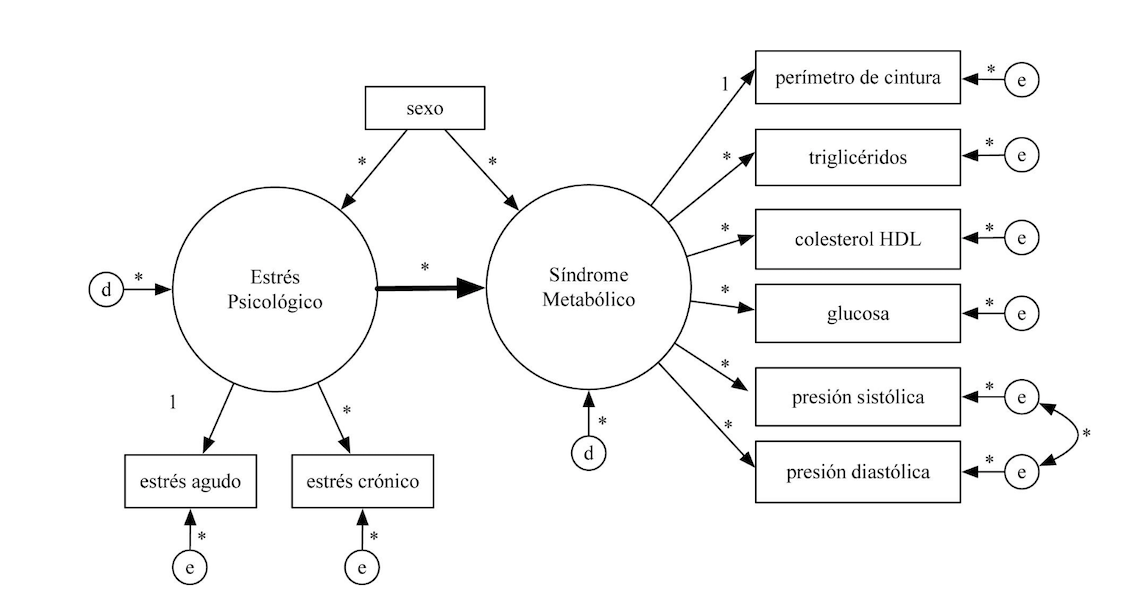 perímetro de cintura
*
e
1
sexo
triglicéridos
*
e
*
*
*
colesterol HDL
*
e
*
Estrés
Psicológico
*
Síndrome
Metabólico
d
*
*
glucosa
*
e
*
presión sistólica
*
e
1
*
*
*
presión diastólica
*
e
*
d
estrés agudo
estrés crónico
*
*
e
e